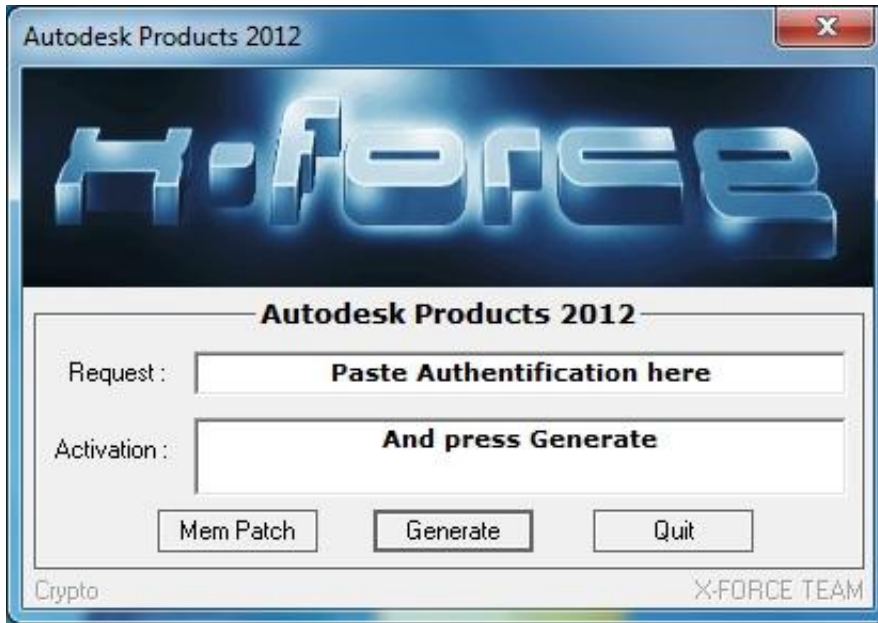 Autodesk Products 2012
x-force
Autodesk Products 2012
Request :
Paste Authentification here
Activation :
And press Generate
Mem Patch
Generate
Quit
Crypto
X-FORCE TEAM